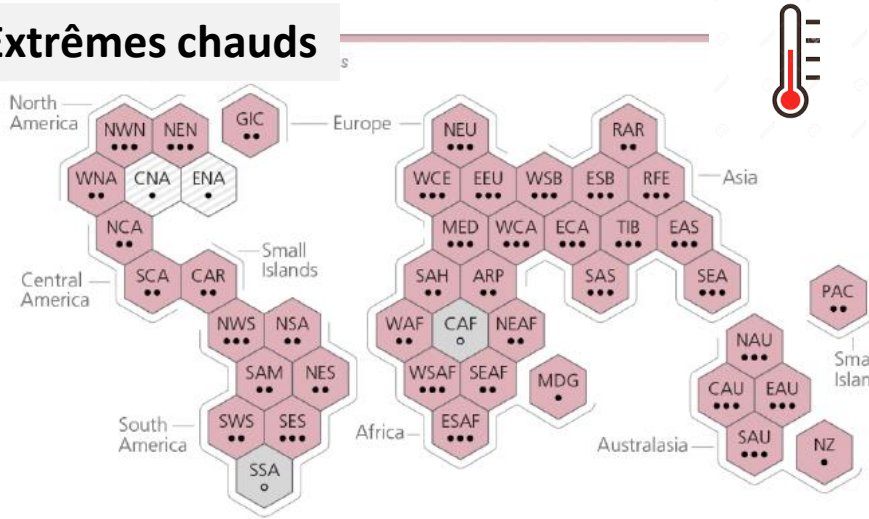 Extrêmes chauds
s
North
America
NWN NEN GIC
Europe
NEU RAR
WNA CNA ENA
WCE EEU WSB ESB RFE
Asia
NCA
MED WCA ECA TIB EAS
Small
Islands
Central
America
SCA CAR
SAH ARP SAS SEA
PAC
NWS NSA
WAF CAF NEAF
NAU
Sma
Islan
SAM NES
WSAF SEAF MDG
CAU EAU
South
America
SWS SES
Africa
ESAF
Australasia
SAU NZ
SSA